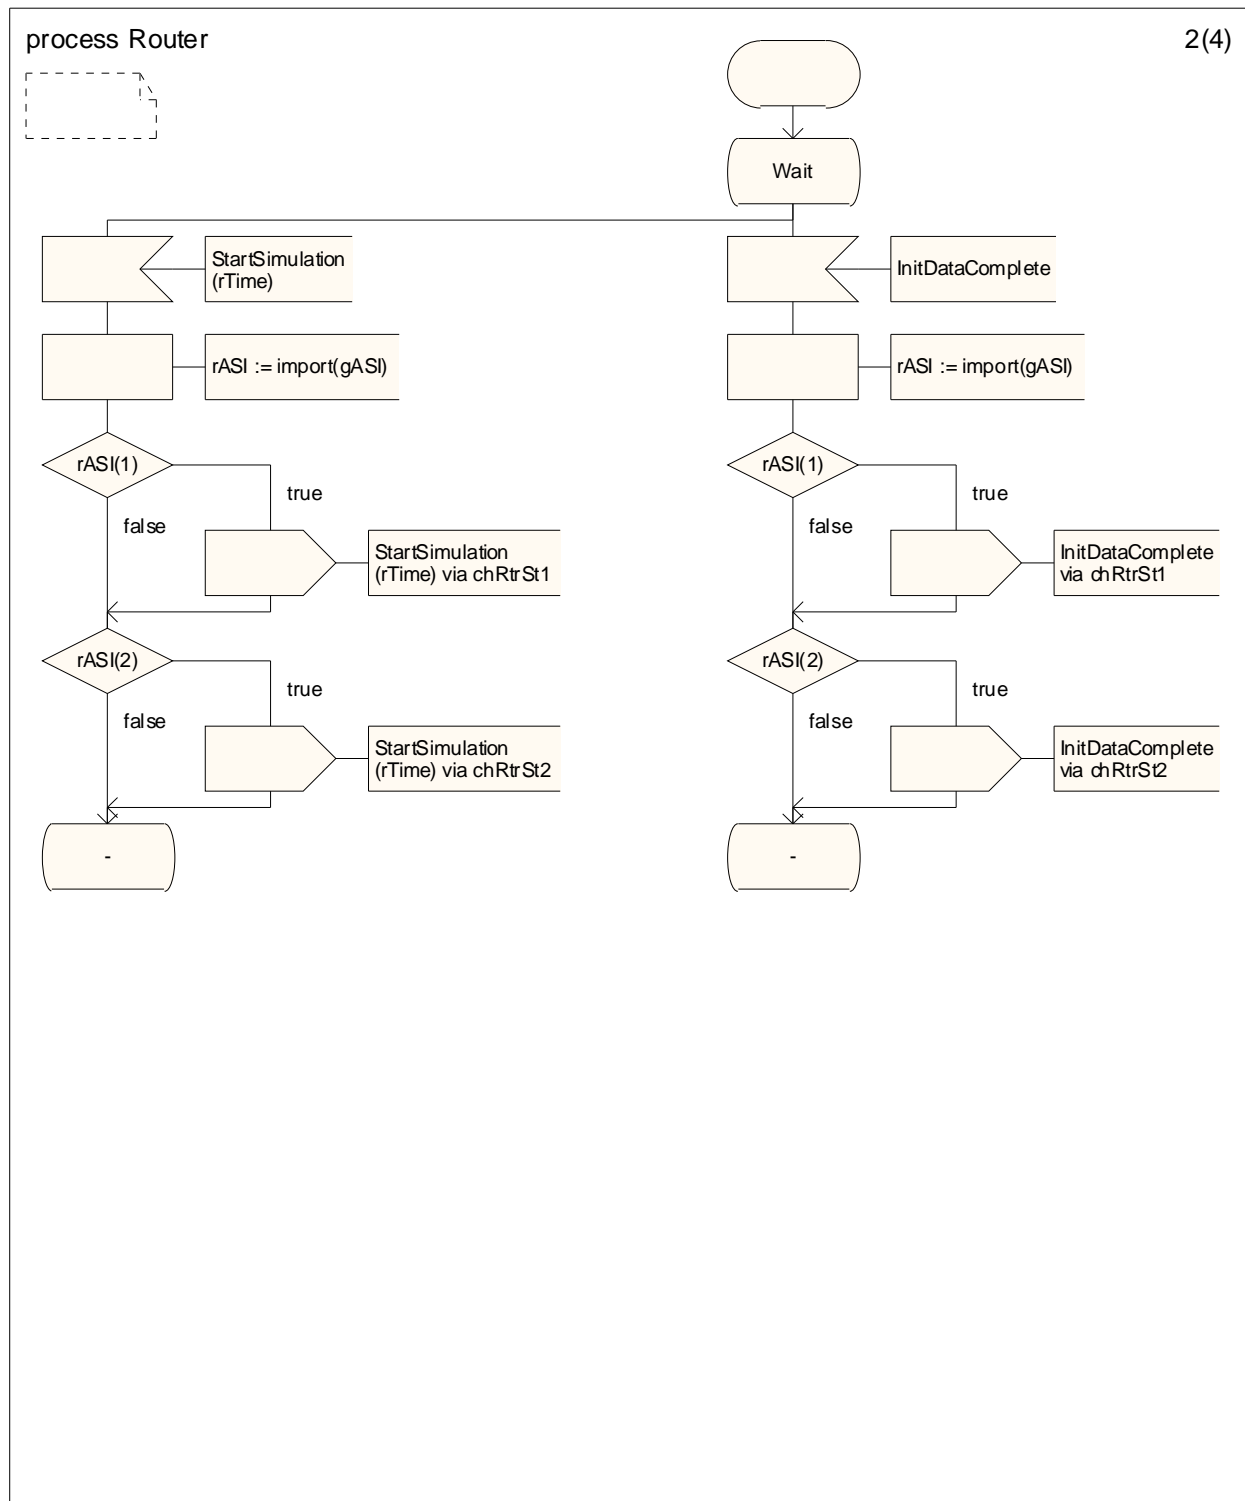 process Router
2(4)
Wait
StartSimulation
(rTime)
InitDataComplete
rASI := import(gASI)
rASI := import(gASI)
rASI(1)
rASI(1)
true
true
false
false
StartSimulation
(rTime) via chRtrSt1
InitDataComplete
via chRtrSt1
rASI(2)
rASI(2)
true
true
false
false
StartSimulation
(rTime) via chRtrSt2
InitDataComplete
via chRtrSt2
-
-